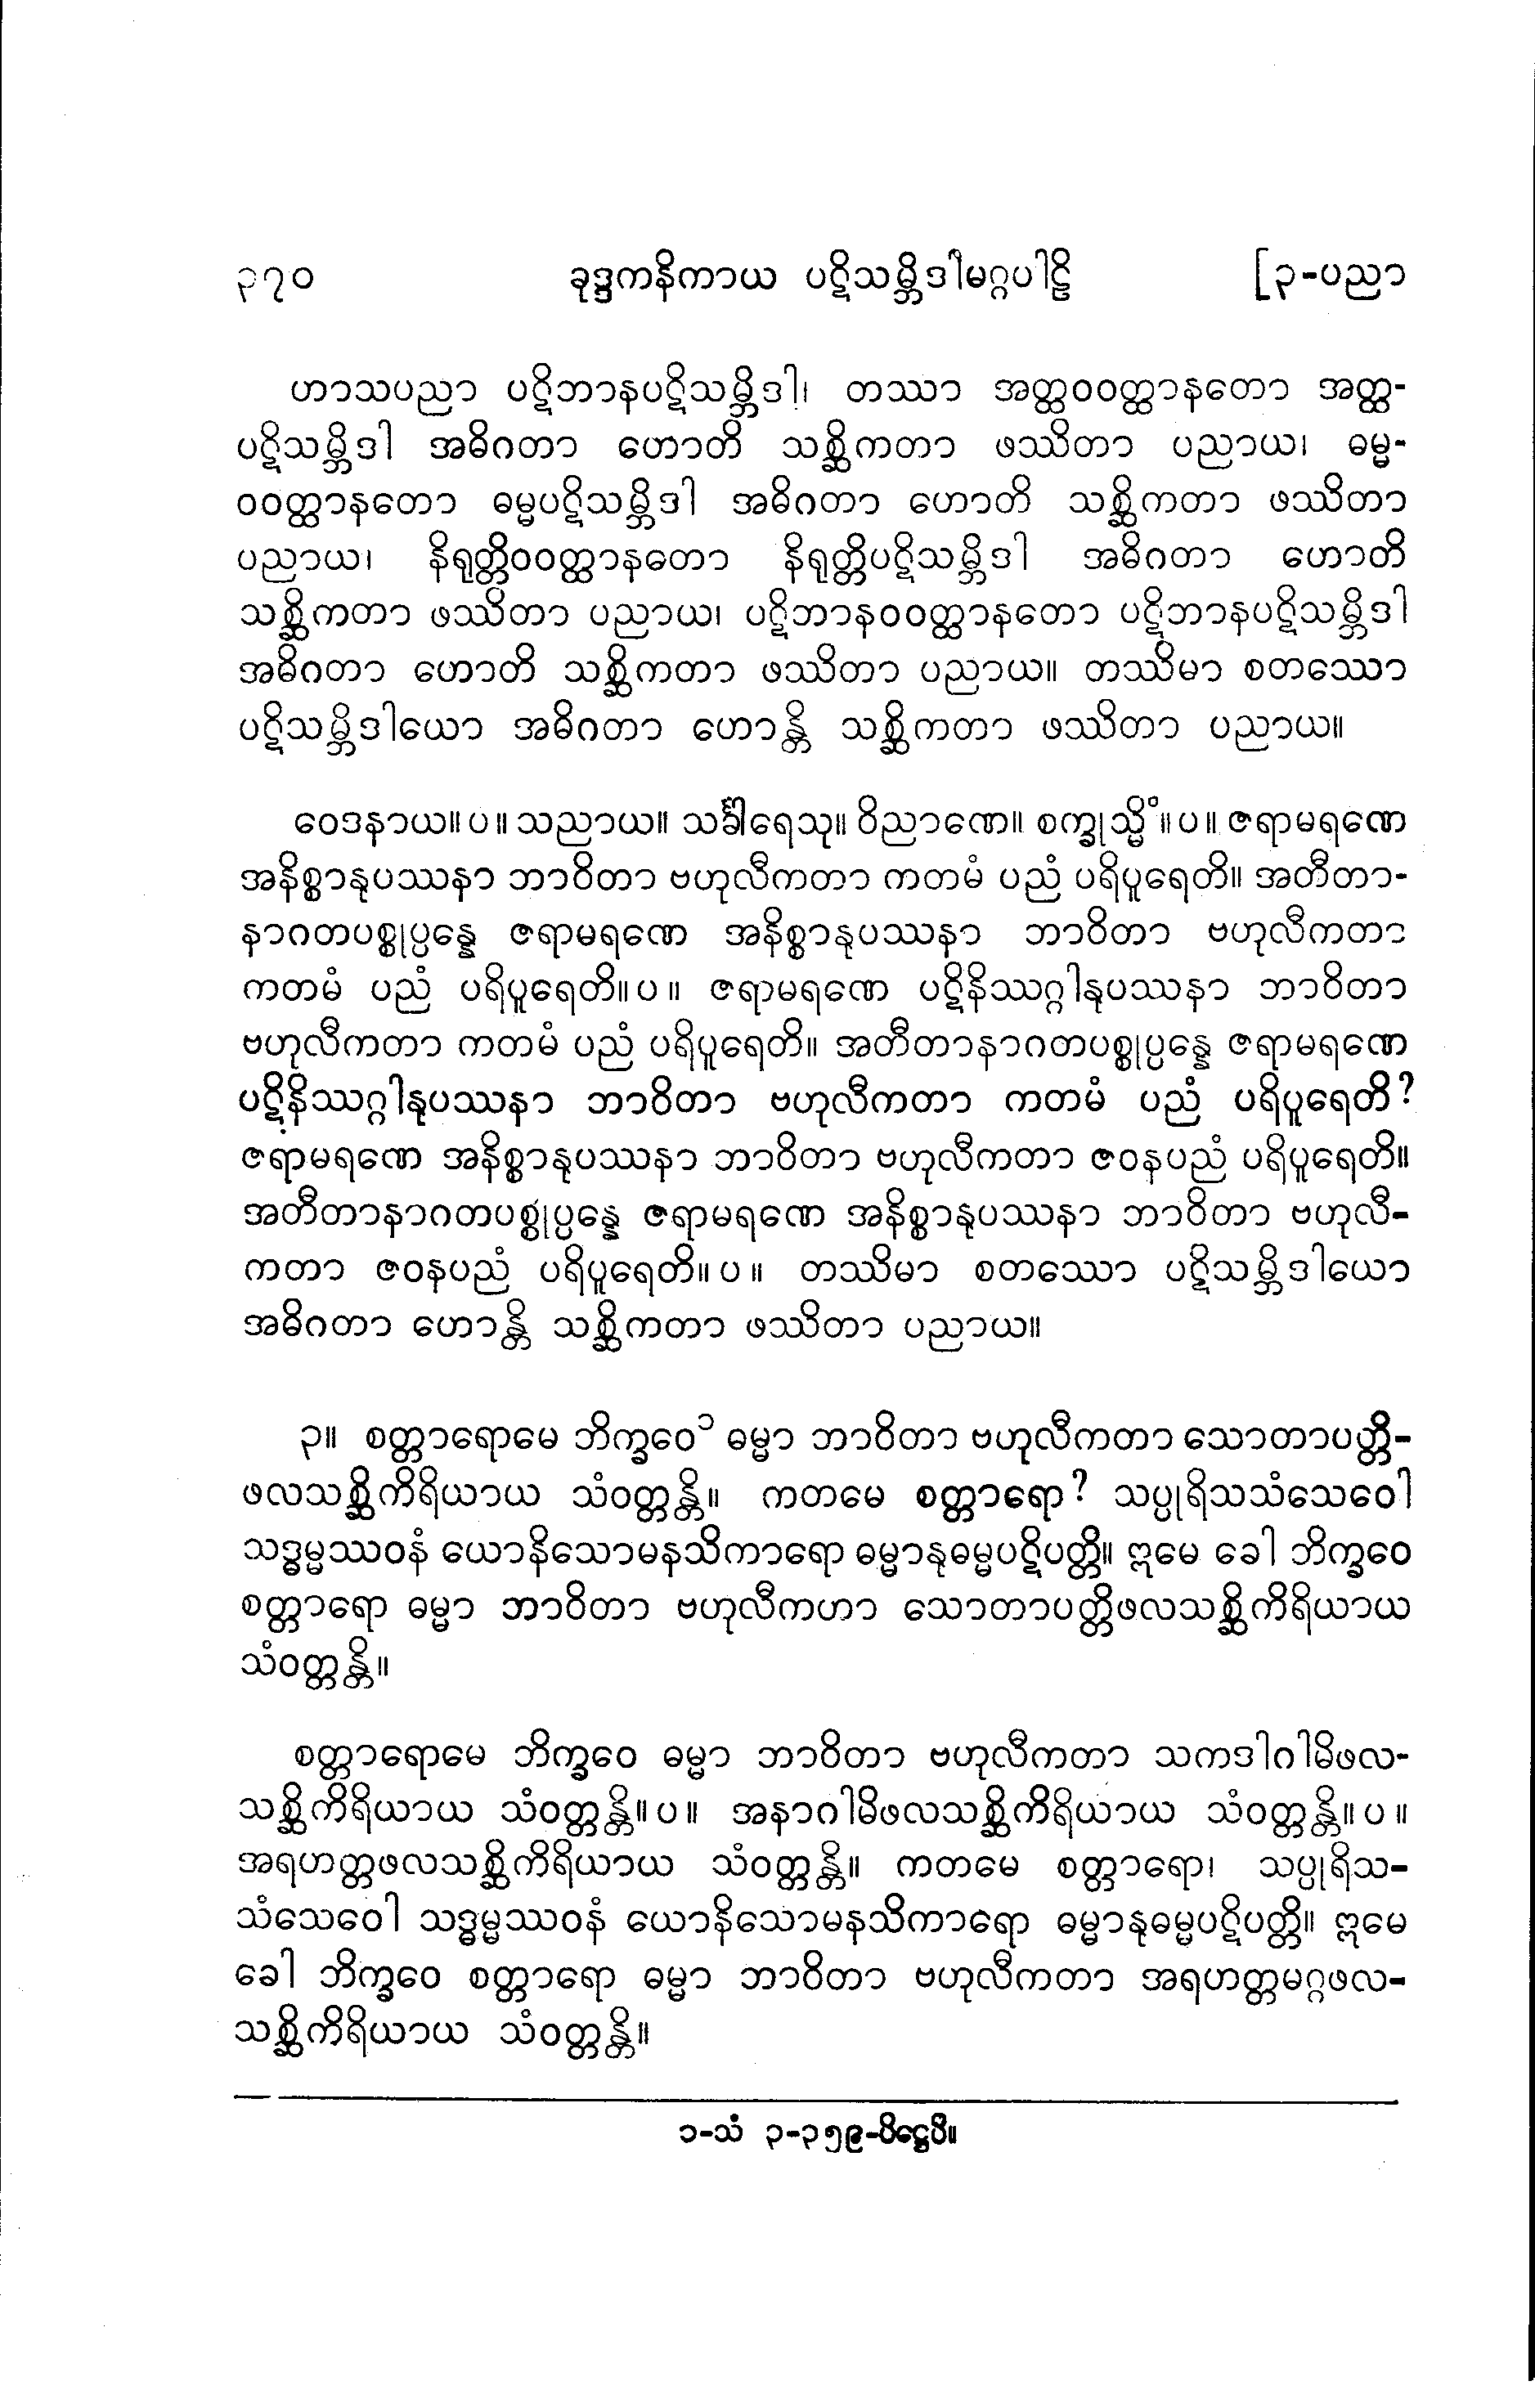 ၃၇၀ ခုဒ္ဒကနိကာယ ပဋိသမ္ဘိဒါမဂ္ဂပါဠိ [၃-ပညာ
ဟာသပညာ ပဋိဘာနပဋိသမ္ဘိဒါ၊ တဿာ အတ္ထဝဝတ္ထာနတော အတ္ထ-
ပဋိသမ္ဘိဒါ အဓိဂတာ ဟောတိ သစ္ဆိကတာ ဖဿိတာ ပညာယ၊ ဓမ္မ-
ဝဝတ္ထာနတော ဓမ္မပဋိသမ္ဘိဒါ အဓိဂတာ ဟောတိ သစ္ဆိကတာ ဖဿိတာ
ပညာယ၊ နိရုတ္တိဝဝတ္ထာနတော နိရုတ္တိပဋိသမ္ဘိဒါ အဓိဂတာ ဟောတိ
သစ္ဆိကတာ ဖဿိတာ ပညာယ၊ ပဋိဘာနဝဝတ္ထာနတော ပဋိဘာနပဋိသမ္ဘိဒါ
အဓိဂတာ ဟောတိ သစ္ဆိကတာ ဖဿိတာ ပညာယ။ တဿိမာ စတဿော
ပဋိသမ္ဘိဒါယော အဓိဂတာ ဟောန္တိ သစ္ဆိကတာ ဖဿိတာ ပညာယ။
ဝေဒနာယ။ပ။ သညာယ။ သင်္ခါရေသု။ ဝိညာဏေ။ စက္ခုသ္မိံ။ပ။ ဇရာမရဏေ
အနိစ္စာနုပဿနာ ဘာဝိတာ ဗဟုလီကတာ ကတမံ ပညံ ပရိပူရေတိ။ အတီတာ-
နာဂတပစ္စုပ္ပန္နေ ဇရာမရဏေ အနိစ္စာနုပဿနာ ဘာဝိတာ ဗဟုလီကတာ
ကတမံ ပညံ ပရိပူရေတိ။ပ။ ဇရာမရဏေ ပဋိနိဿဂ္ဂါနုပဿနာ ဘာဝိတာ
ဗဟုလီကတာ ကတမံ ပညံ ပရိပူရေတိ။ အတီတာနာဂတပစ္စုပ္ပန္နေ ဇရာမရဏေ
ပဋိနိဿဂ္ဂါနုပဿနာ ဘာဝိတာ ဗဟုလီကတာ ကတမံ ပညံ ပရိပူရေတိ?
ဇရာမရဏေ အနိစ္စာနုပဿနာ ဘာဝိတာ ဗဟုလီကတာ ဇဝနပညံ ပရိပူရေတိ။
အတီတာနာဂတပစ္စုပ္ပန္နေ ဇရာမရဏေ အနိစ္စာနုပဿနာ ဘာဝိတာ ဗဟုလီ-
ကတာ ဇဝနပညံ ပရိပူရေတိ။ပ။ တဿိမာ စတဿော ပဋိသမ္ဘိဒါယော
အဓိဂတာ ဟောန္တိ သစ္ဆိကတာ ဖဿိတာ ပညာယ။
၃။ စတ္တာရောမေ ဘိက္ခဝေ ၁ ဓမ္မာ ဘာဝိတာ ဗဟုလီကတာ သောတာပတ္တိ-
ဖလသစ္ဆိကိရိယာယ သံဝတ္တန္တိ။ ကတမေ စတ္တာရော? သပ္ပုရိသသံသေဝေါ
သဒ္ဓမ္မဿဝနံ ယောနိသောမနသိကာရော ဓမ္မာနုဓမ္မပဋိပတ္တိ။ ဣမေ ခေါ ဘိက္ခဝေ
စတ္တာရော ဓမ္မာ ဘာဝိတာ ဗဟုလီကဟာ သောတာပတ္တိဖလသစ္ဆိကိရိယာယ
သံဝတ္တန္တိ။
စတ္တာရောမေ ဘိက္ခဝေ ဓမ္မာ ဘာဝိတာ ဗဟုလီကတာ သကဒါဂါမိဖလ-
သစ္ဆိကိရိယာယ သံဝတ္တန္တိ။ပ။ အနာဂါမိဖလသစ္ဆိကိရိယာယ သံဝတ္တန္တိ။ပ။
အရဟတ္တဖလသစ္ဆိကိရိယာယ သံဝတ္တန္တိ။ ကတမေ စတ္တာရော၊ သပ္ပုရိသ-
သံသေဝေါ သဒ္ဓမ္မဿဝနံ ယောနိသောမနသိကာရော ဓမ္မာနုဓမ္မပဋိပတ္တိ။ ဣမေ
ခေါ ဘိက္ခဝေ စတ္တာရော ဓမ္မာ ဘာဝိတာ ဗဟုလီကတာ အရဟတ္တမဂ္ဂဖလ-
သစ္ဆိကိရိယာယ သံဝတ္တန္တိ။
၁-သံ ၃-၃၅၉-ပိဋ္ဌေပိ။